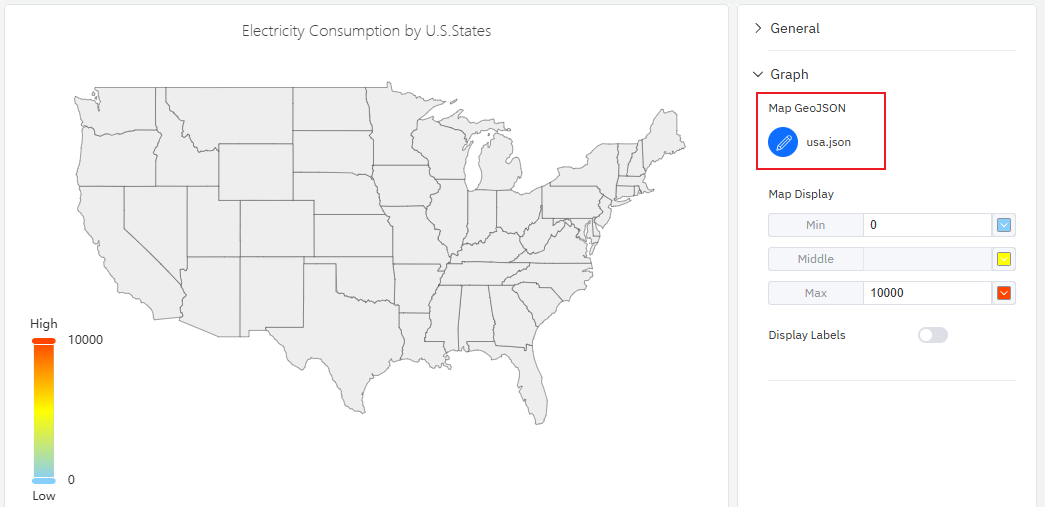 Electricity Consumption by U.S.States
High
10000
0
Low
General
Graph
Map GeoJSON
usa.json
Map Display
Min 0
Middle
Max 10000
Display Labels